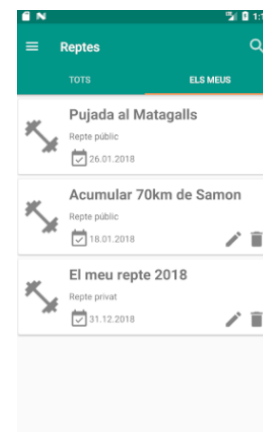 Reptes
TOTS
ELS MEUS
Pujada al Matagalls
Repte públic
26.01.2018
Acumular 70km de Samon
Repte públic
18.01.2018
El meu repte 2018
Repte privat
31.12.2018